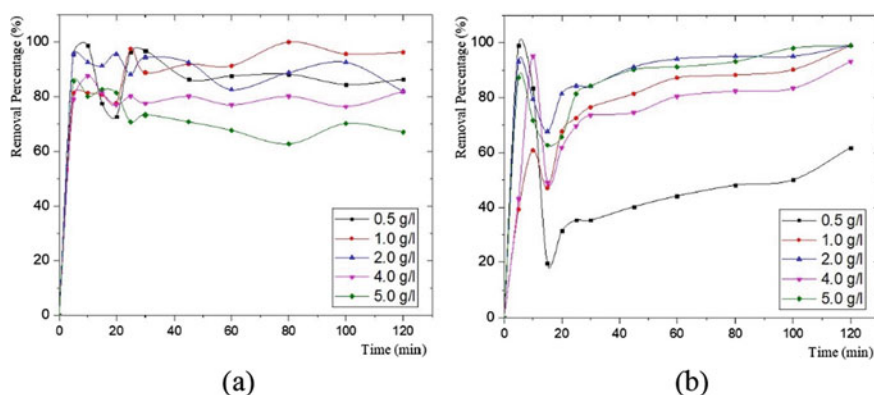 Removal Percentage (%)
100
80
60
40
20
0
0.5 g/l
1.0 g/l
2.0 g/l
4.0 g/l
5.0 g/l
0 20 40 60 80 100 120
Time (min)
(a)
Removal Percentage (%)
100
80
60
40
20
0
0.5 g/l
1.0 g/l
2.0 g/l
4.0 g/l
5.0 g/l
0 20 40 60 80 100 120
Time (min)
(b)